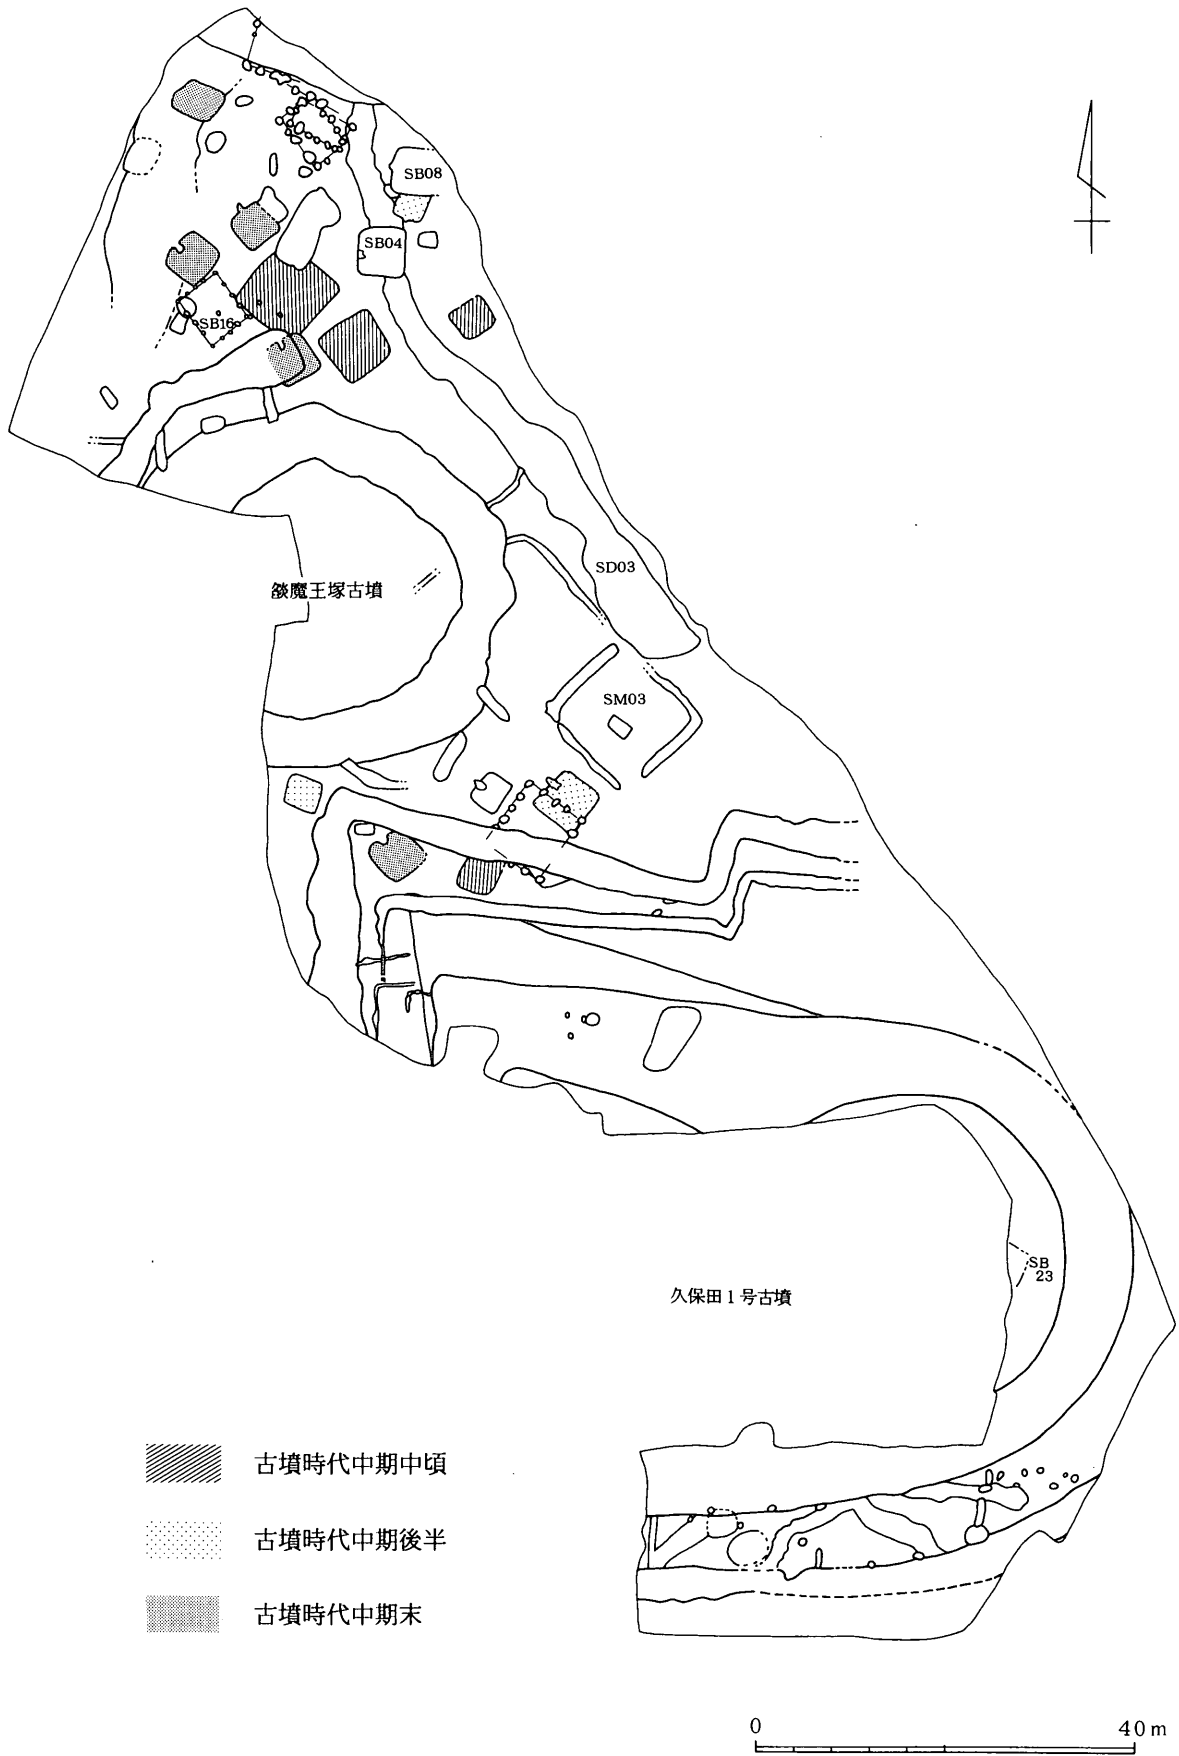 SB08
SB04
SB16
SD03
燄魔王塚古墳
SM03
SB
23
久保田1号古墳
古墳時代中期中頃
古墳時代中期後半
古墳時代中期末
0 40m